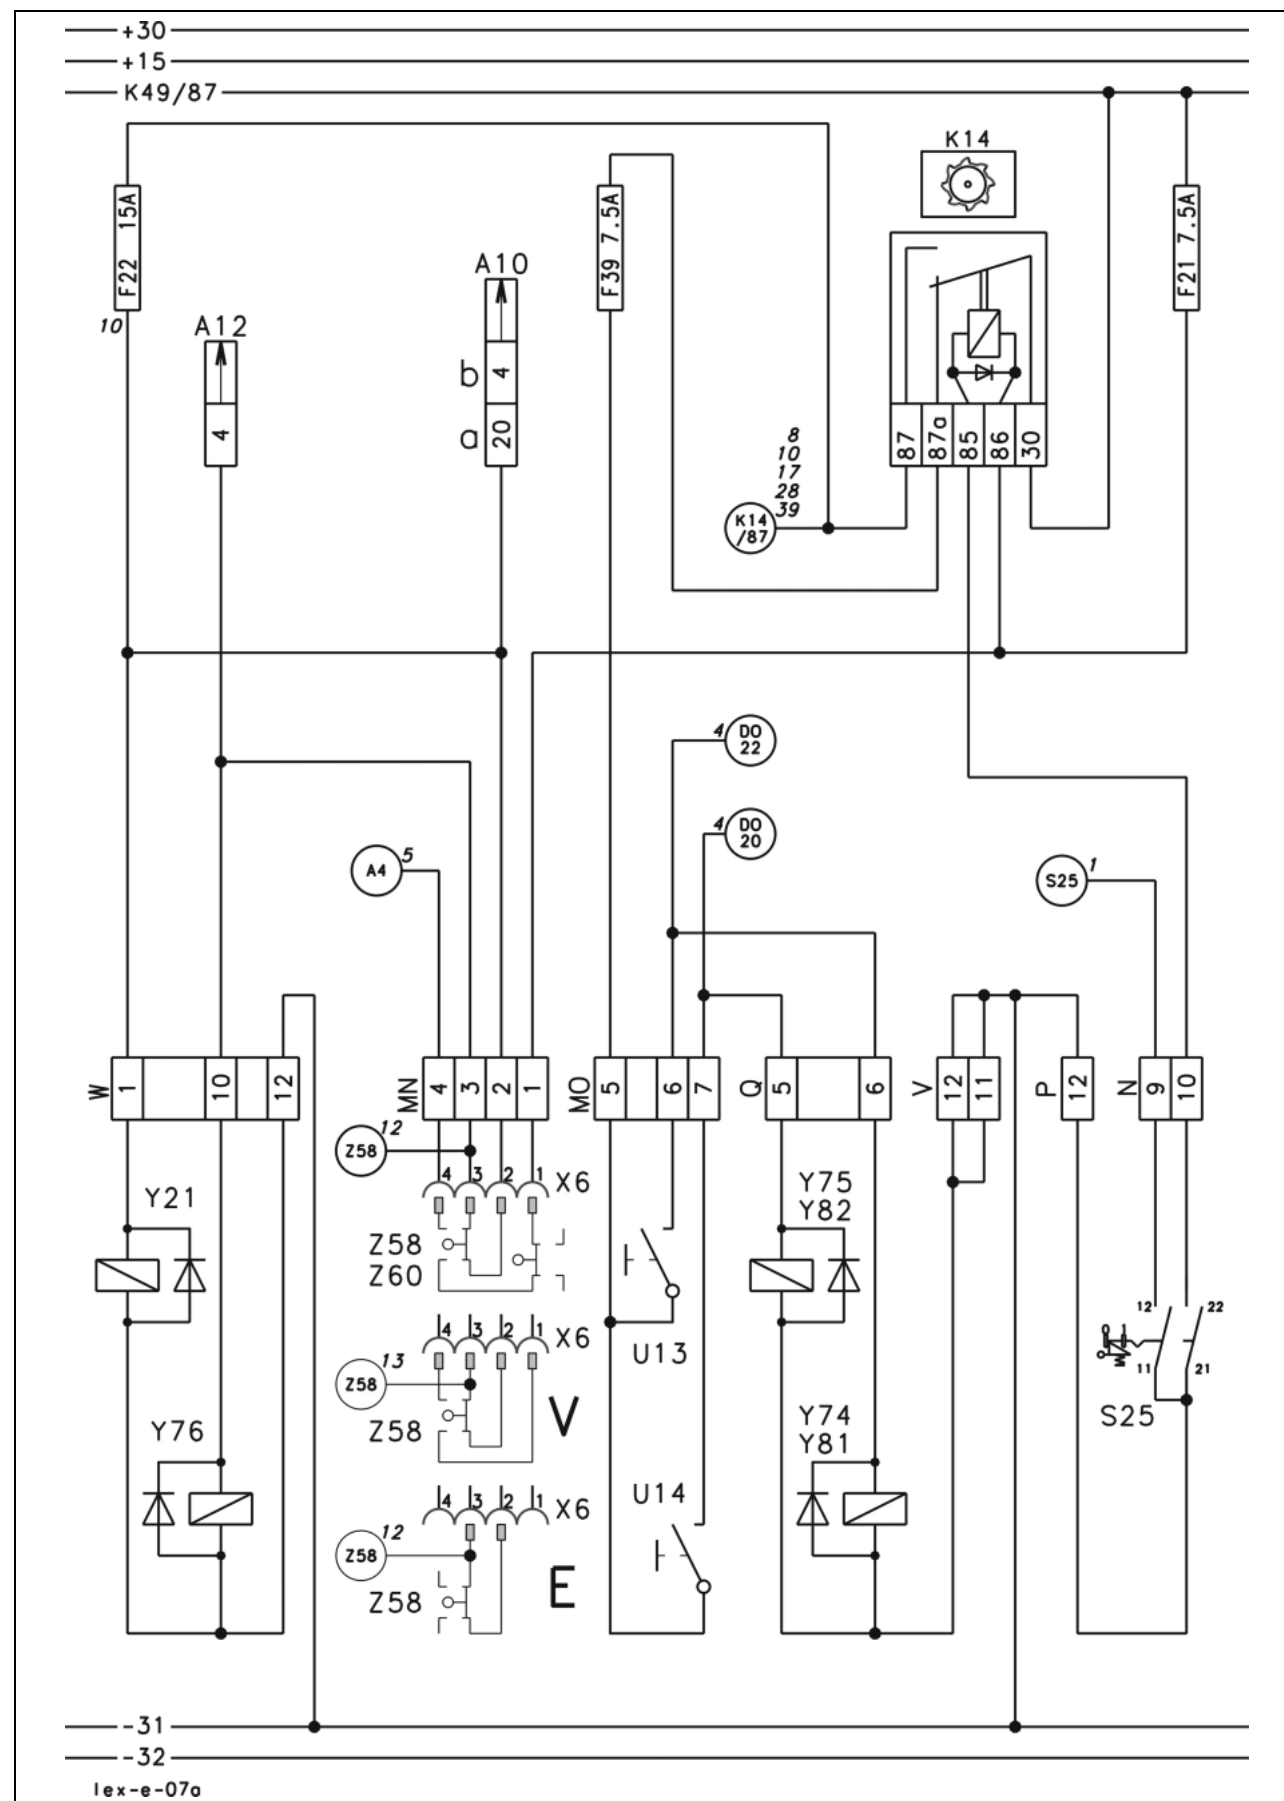 +30
+15
K49/87
K14
F22 15A
10
A12
4
A10
b 4
a 20
F39 7.5A
F21 7.5A
87 87a 85 86 30
8
10
17
28
39
K14
/87
4 DO
22
4 DO
20
A4 5
S25 1
W 1 10 12
MN 4 3 2 1
MO 5 6 7
Q 5 6
V 12 11
P 12
N 9 10
Z58 12
4 3 2 1 X6
Y21
Z58
Z60
Y75
Y82
U13
12 22
0 1
M
11 21
S25
4 3 2 1 X6
Z58 13
Z58
V
Y76
Y74
Y81
U14
4 3 2 1 X6
Z58 12
Z58
E
-31
-32
lex-e-07a